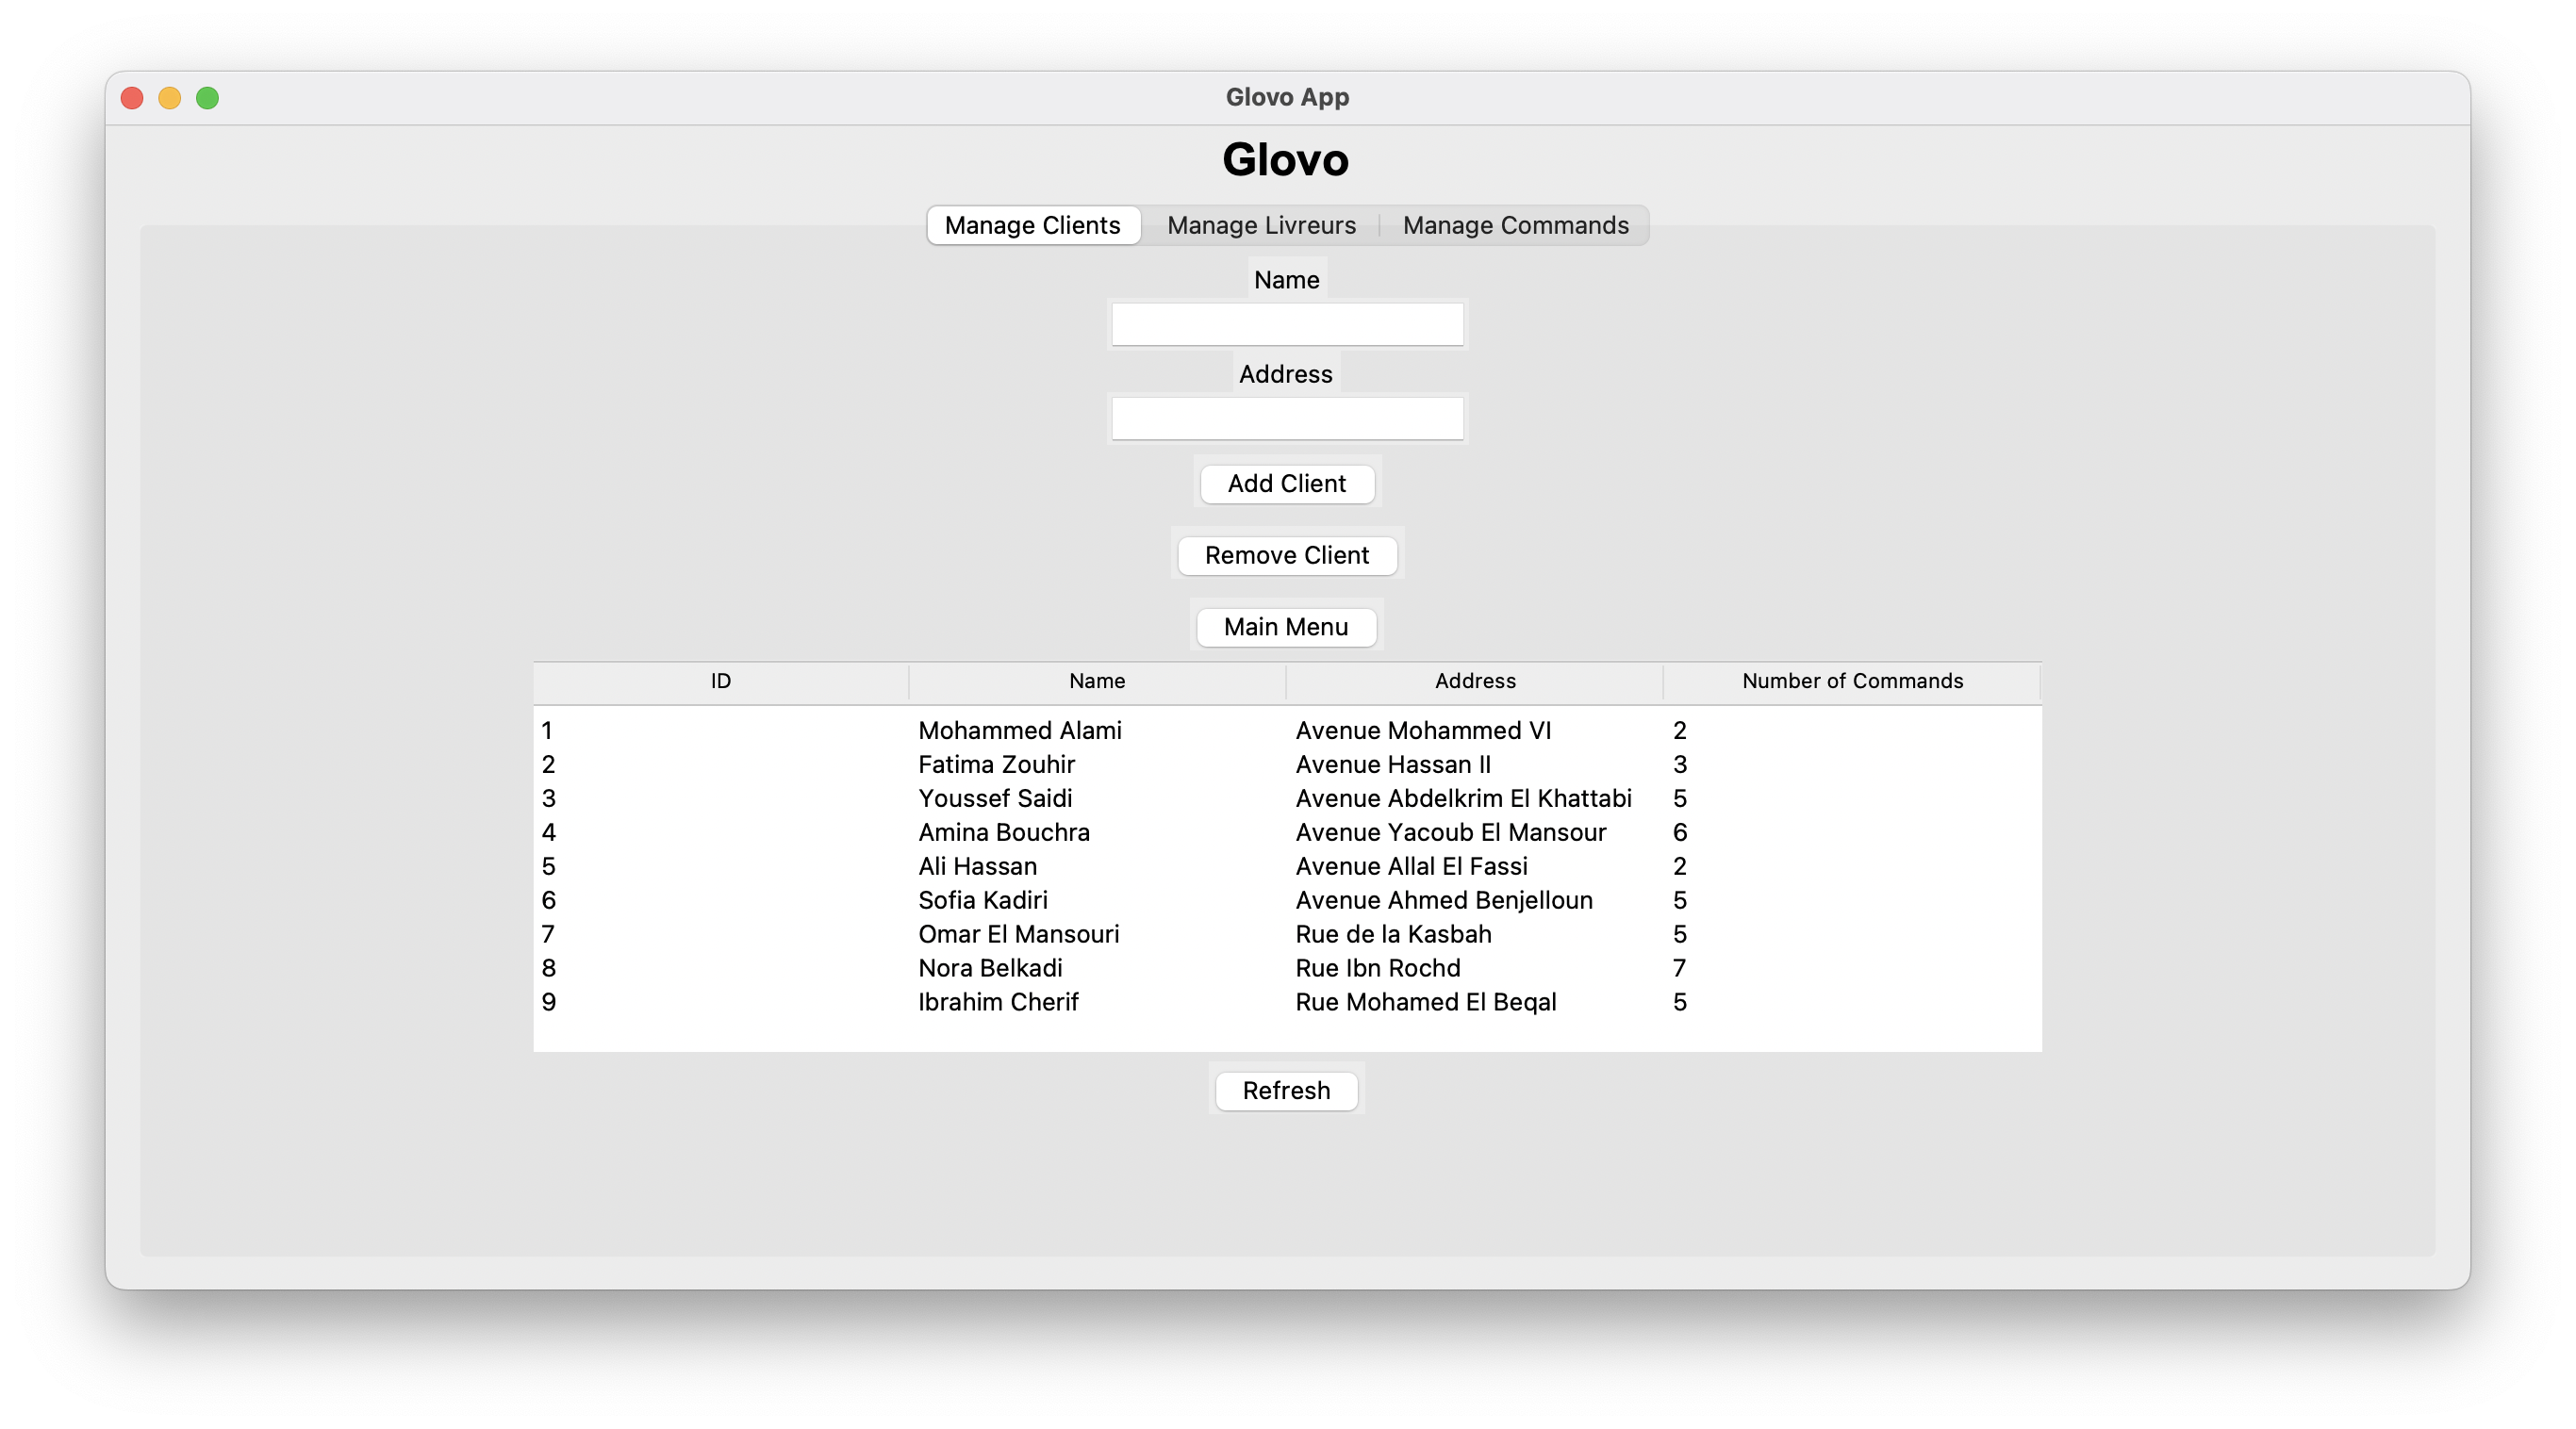 Glovo App
Glovo
Manage Clients Manage Livreurs Manage Commands
Name
Address
Add Client
Remove Client
Main Menu
ID Name Address Number of Commands
1 Mohammed Alami Avenue Mohammed VI 2
2 Fatima Zouhir Avenue Hassan II 3
3 Youssef Saidi Avenue Abdelkrim El Khattabi 5
4 Amina Bouchra Avenue Yacoub El Mansour 6
5 Ali Hassan Avenue Allal El Fassi 2
6 Sofia Kadiri Avenue Ahmed Benjelloun 5
7 Omar El Mansouri Rue de la Kasbah 5
8 Nora Belkadi Rue Ibn Rochd 7
9 Ibrahim Cherif Rue Mohamed El Beqal 5
Refresh